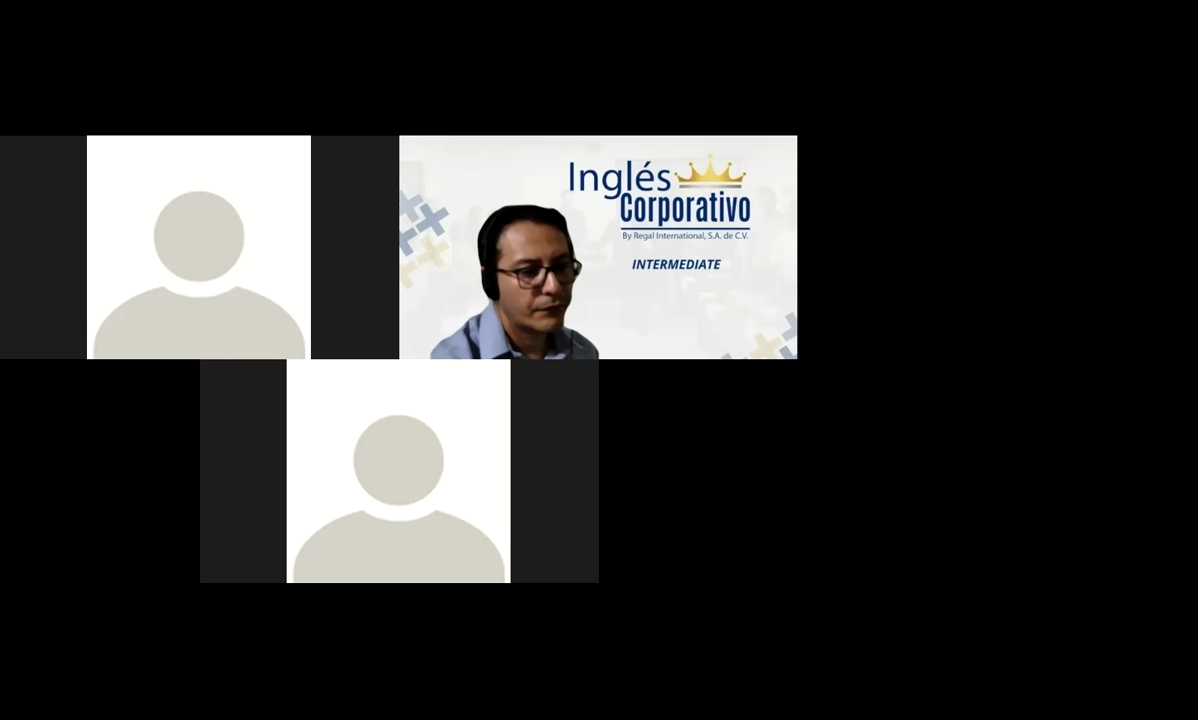 Inglés
Corporativo
By Regal International, S.A. de C.V.
INTERMEDIATE